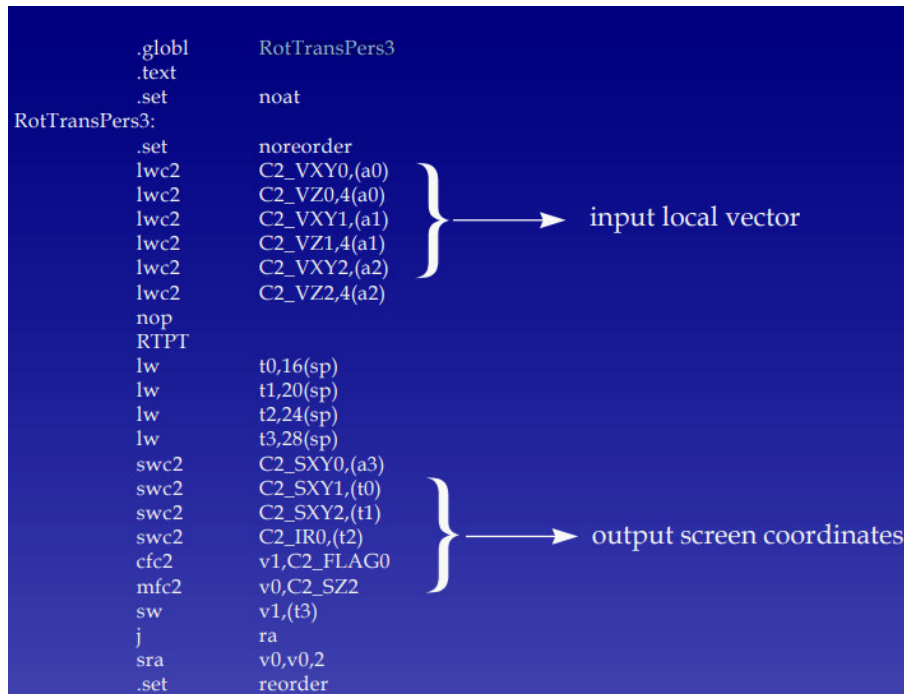 .globl RotTransPers3
.text
.set noat
RotTransPers3:
.set noreorder
lwc2 C2_VXY0,(a0)
lwc2 C2_VZ0,4(a0)
lwc2 C2_VXY1,(a1)
input local vector
lwc2 C2_VZ1,4(a1)
lwc2 C2_VXY2,(a2)
lwc2 C2_VZ2,4(a2)
nop
RTPT
lw t0,16(sp)
lw t1,20(sp)
lw t2,24(sp)
lw t3,28(sp)
swc2 C2_SXY0,(a3)
swc2 C2_SXY1,(t0)
swc2 C2_SXY2,(t1)
swc2 C2_IR0,(t2)
output screen coordinates
cfc2 v1,C2_FLAG0
mfc2 v0,C2_SZ2
sw v1,(t3)
j ra
sra v0,v0,2
.set reorder